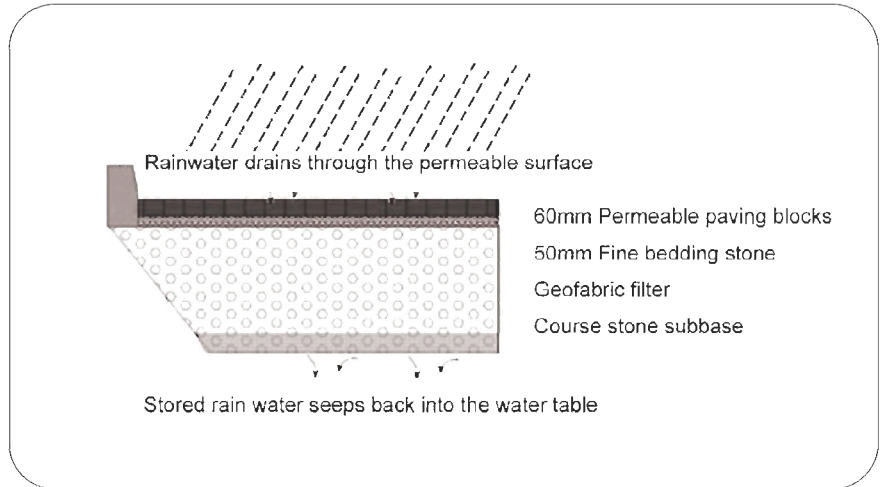 Rainwater drains through the permeable surface
60mm Permeable paving blocks
50mm Fine bedding stone
Geofabric filter
Course stone subbase
Stored rain water seeps back into the water table